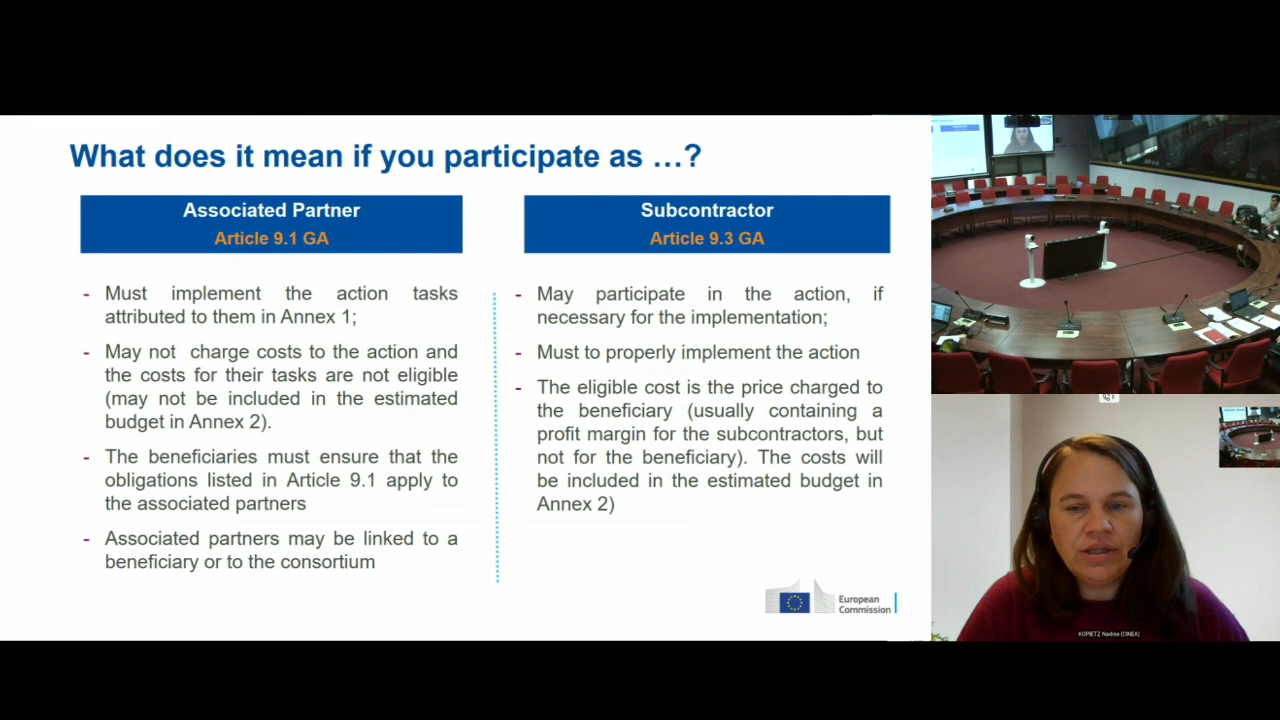 What does it mean if you participate as ...?
Associated Partner
Article 9.1 GA
- Must implement the action tasks
attributed to them in Annex 1;
- May not charge costs to the action and
the costs for their tasks are not eligible
(may not be included in the estimated
budget in Annex 2).
- The beneficiaries must ensure that the
obligations listed in Article 9.1 apply to
the associated partners
- Associated partners may be linked to a
beneficiary or to the consortium
Subcontractor
Article 9.3 GA
- May participate in the action, if
necessary for the implementation;
- Must to properly implement the action
- The eligible cost is the price charged to
the beneficiary (usually containing a
profit margin for the subcontractors, but
not for the beneficiary). The costs will
be included in the estimated budget in
Annex 2)
European
Commission
KOPIETZ Nadine (CINEA)